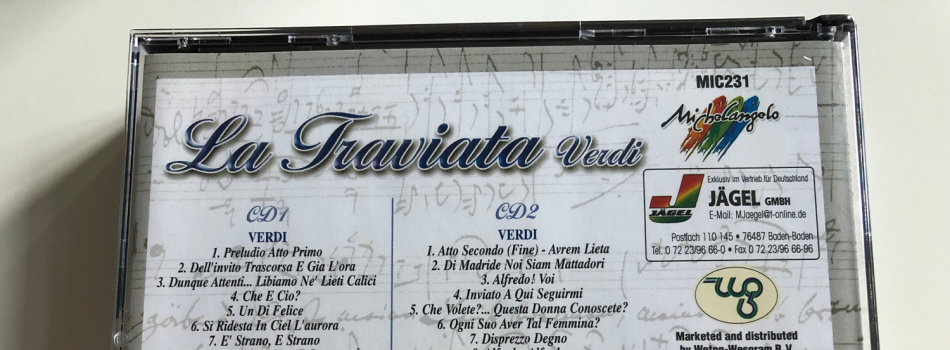 MIC231
Michelangelo
La Traviata Verdi
Exklusiv im Vertrieb für Deutschland
JÄGEL GMBH
E-Mail: MJaegel@t-online.de
JÄGEL
Postfach 110 145 • 76487 Baden-Baden
Tel. 0 72 23/96 66-0 • Fax 0 72 23/96 66-96
CD1
VERDI
1. Preludio Atto Primo
2. Dell'invito Trascorsa E Gia L'ora
3. Dunque Attenti... Libiamo Ne' Lieti Calici
4. Che E Cio?
5. Un Di Felice
6. Si Ridesta In Ciel L'aurora
7. E' Strano, E Strano
CD2
VERDI
1. Atto Secondo (Fine) - Avrem Lieta
2. Di Madride Noi Siam Mattadori
3. Alfredo! Voi
4. Inviato A Qui Seguirmi
5. Che Volete?... Questa Donna Conoscete?
6. Ogni Suo Aver Tal Femmina?
7. Disprezzo Degno
wg
Marketed and distributed
by Weton-Wesgram B.V.